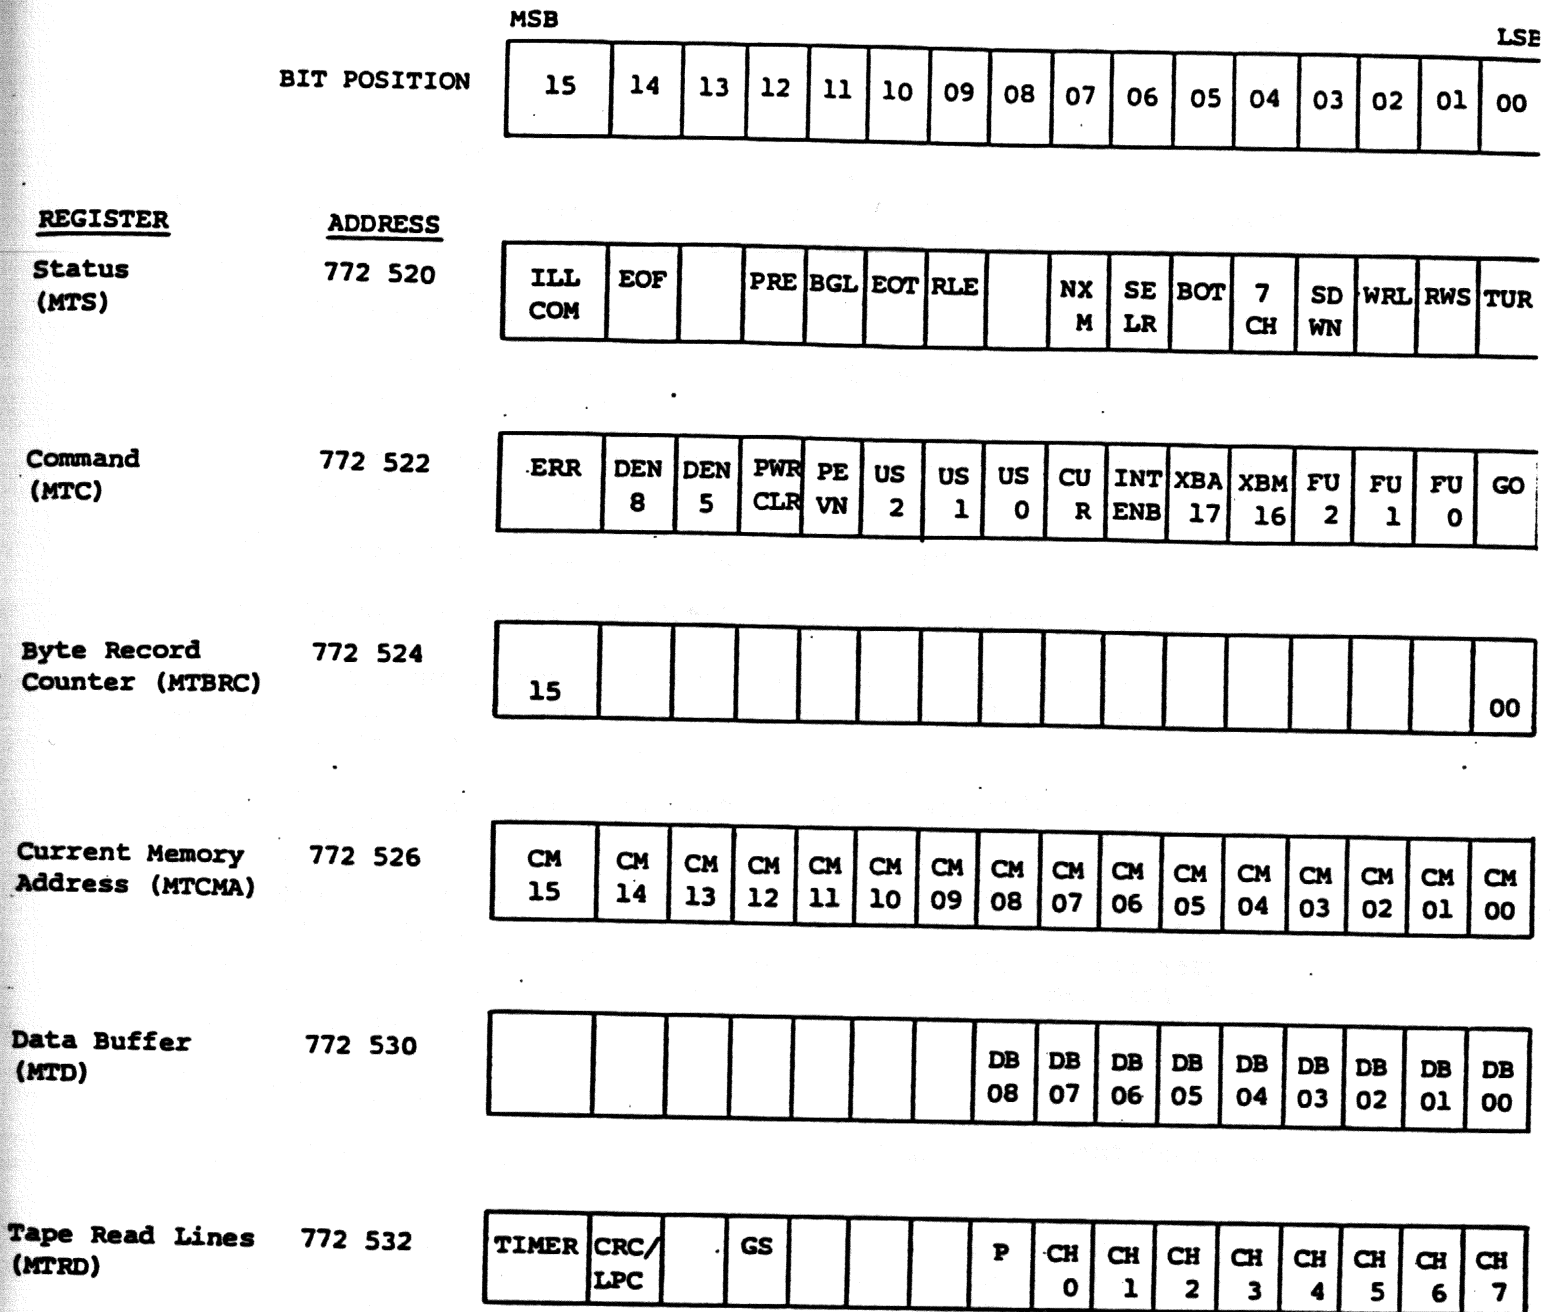 MSB
LSB
BIT POSITION 15 14 13 12 11 10 09 08 07 06 05 04 03 02 01 00
REGISTER ADDRESS
Status 772 520 ILL EOF PRE BGL EOT RLE NX SE BOT 7 SD WRL RWS TUR
(MTS) COM M LR CH WN
Command 772 522 ERR DEN DEN PWR PE US US US CU INT XBA XBM FU FU FU GO
(MTC) 8 5 CLR VN 2 1 0 R ENB 17 16 2 1 0
Byte Record 772 524
Counter (MTBRC) 15 00
Current Memory 772 526 CM CM CM CM CM CM CM CM CM CM CM CM CM CM CM CM
Address (MTCMA) 15 14 13 12 11 10 09 08 07 06 05 04 03 02 01 00
Data Buffer 772 530 DB DB DB DB DB DB DB DB DB
(MTD) 08 07 06 05 04 03 02 01 00
Tape Read Lines 772 532 TIMER CRC/ GS P CH CH CH CH CH CH CH CH
(MTRD) LPC 0 1 2 3 4 5 6 7